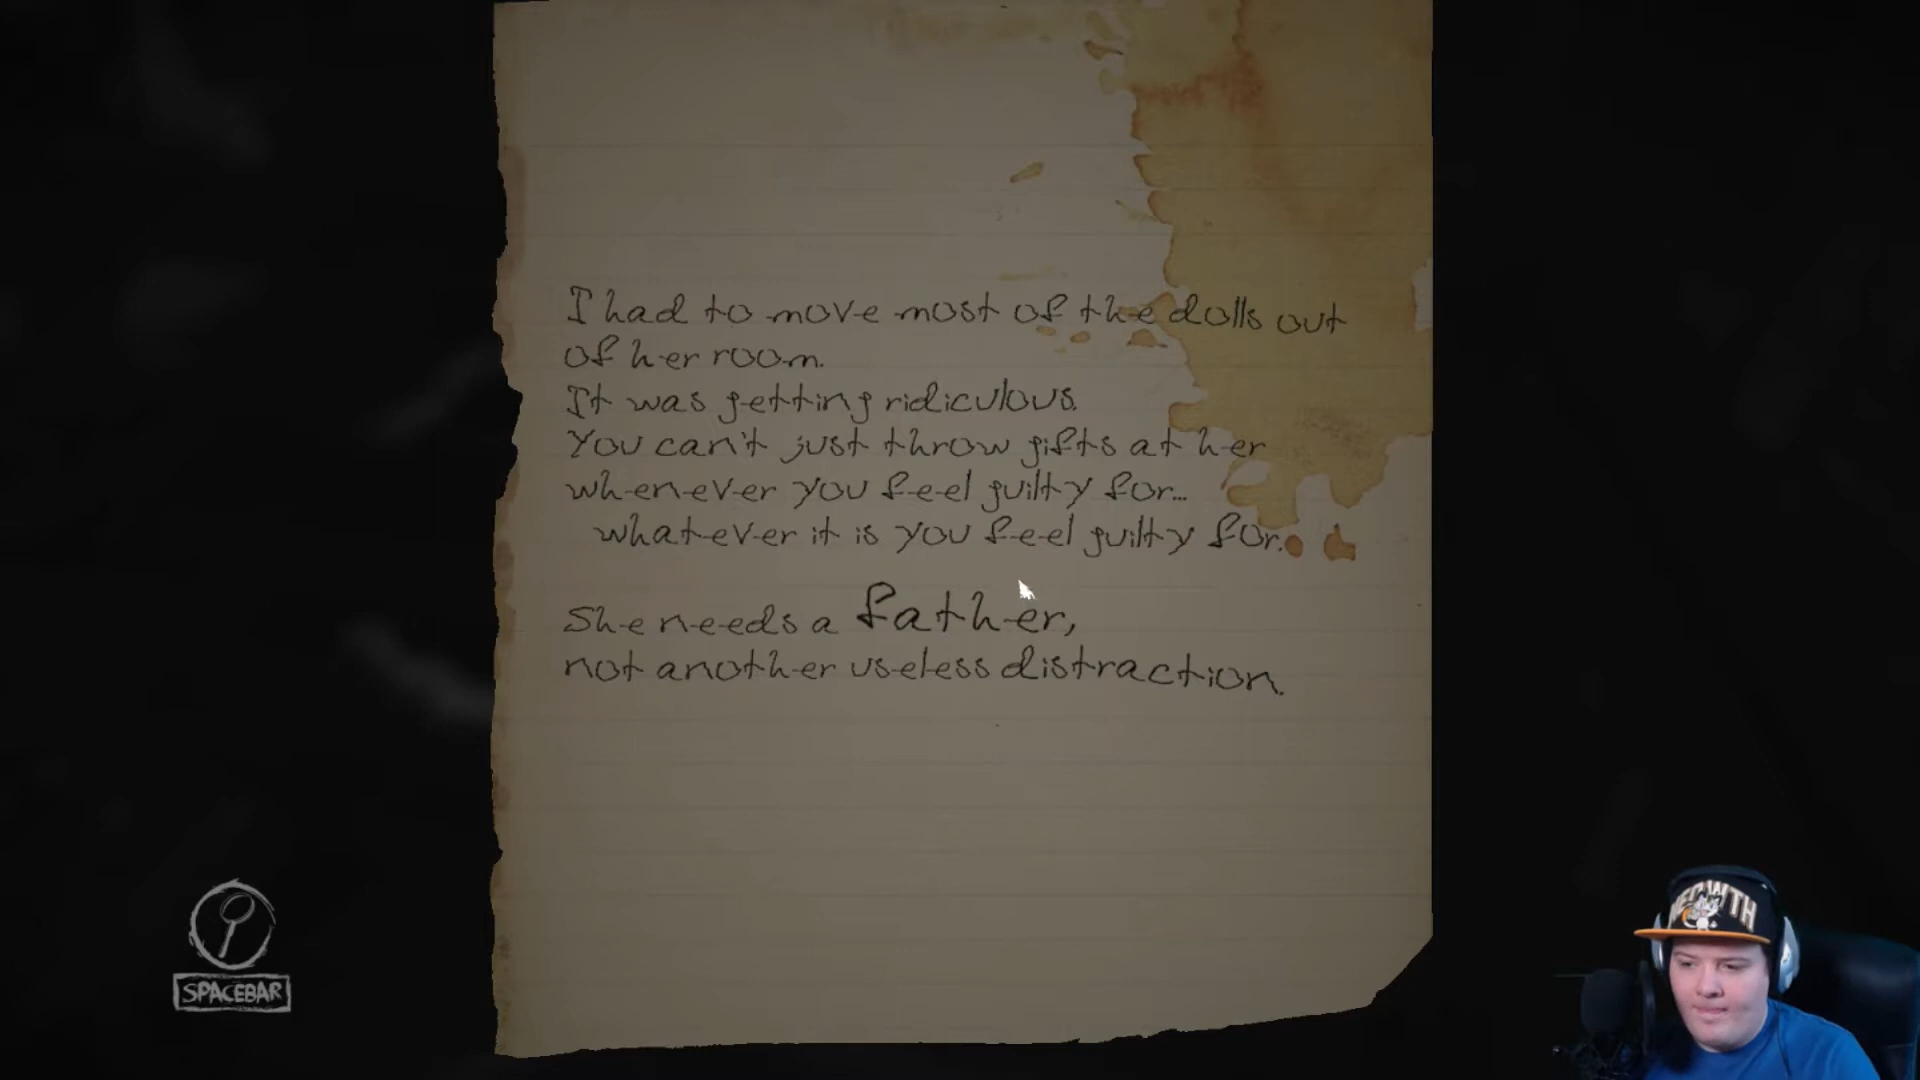 I had to move most of the dolls out
of her room.
It was getting ridiculous.
You can't just throw gifts at her
whenever you feel guilty for...
whatever it is you feel guilty for.
She needs a father,
not another useless distraction.
SPACEBAR
MEOWTH